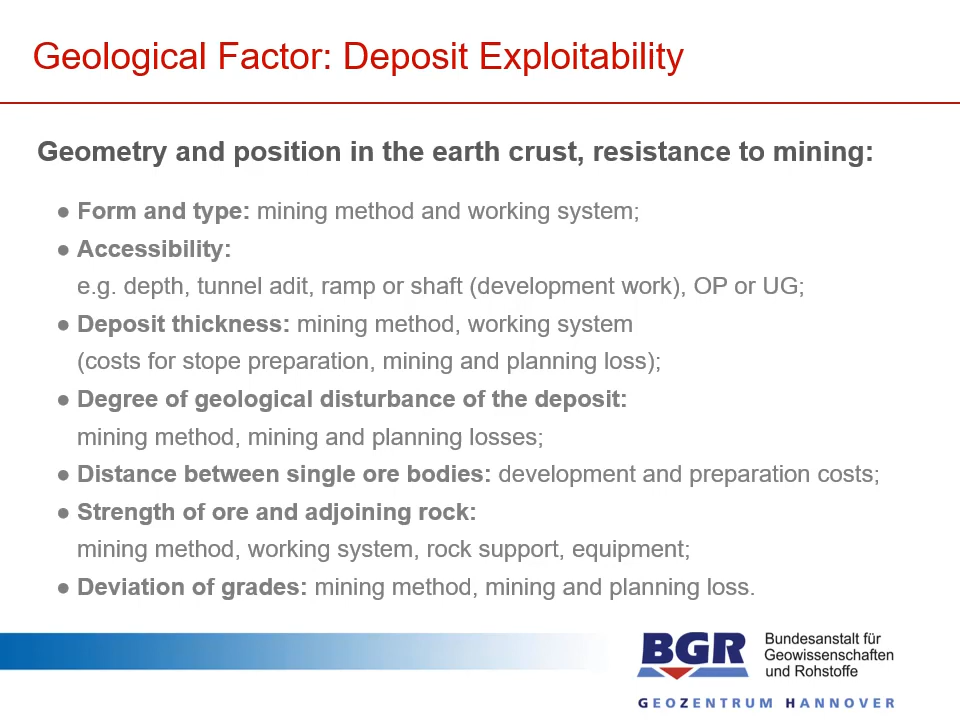 Geological Factor: Deposit Exploitability
Geometry and position in the earth crust, resistance to mining:
● Form and type: mining method and working system;
● Accessibility:
e.g. depth, tunnel adit, ramp or shaft (development work), OP or UG;
● Deposit thickness: mining method, working system
(costs for stope preparation, mining and planning loss);
● Degree of geological disturbance of the deposit:
mining method, mining and planning losses;
● Distance between single ore bodies: development and preparation costs;
● Strength of ore and adjoining rock:
mining method, working system, rock support, equipment;
● Deviation of grades: mining method, mining and planning loss.
BGR
Bundesanstalt für
Geowissenschaften
und Rohstoffe
GEOZENTRUM HANNOVER